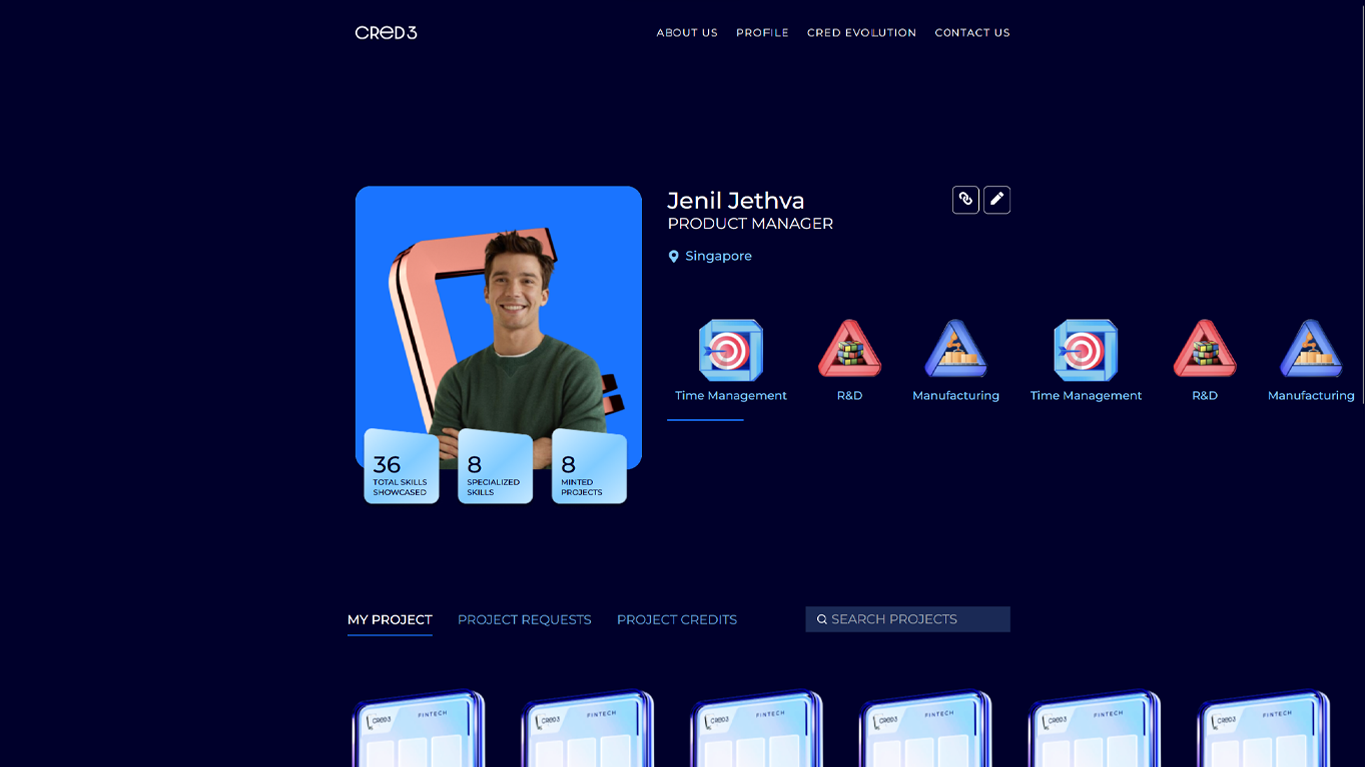 CRED3
ABOUT US PROFILE CRED EVOLUTION CONTACT US
Jenil Jethva
PRODUCT MANAGER
Singapore
Time Management R&D Manufacturing Time Management R&D Manufacturing
36
TOTAL SKILLS
SHOWCASED
8
SPECIALIZED
SKILLS
8
MINTED
PROJECTS
MY PROJECT PROJECT REQUESTS PROJECT CREDITS SEARCH PROJECTS
CRED3 FINTECH CRED3 FINTECH CRED3 FINTECH CRED3 FINTECH CRED3 FINTECH CRED3 FINTECH